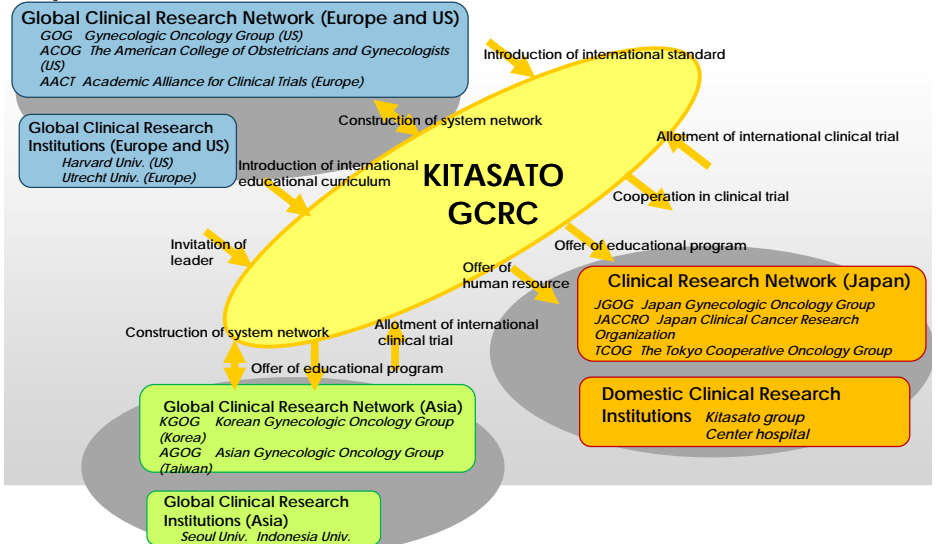 Global Clinical Research Network (Europe and US)
GOG Gynecologic Oncology Group (US)
ACOG The American College of Obstetricians and Gynecologists
(US)
AACT Academic Alliance for Clinical Trials (Europe)
Introduction of international standard
Construction of system network
Global Clinical Research
Institutions (Europe and US)
Harvard Univ. (US)
Utrecht Univ. (Europe)
Allotment of international clinical trial
Introduction of international
educational curriculum
KITASATO
GCRC
Cooperation in clinical trial
Invitation of
leader
Offer of educational program
Offer of
human resource
Clinical Research Network (Japan)
JGOG Japan Gynecologic Oncology Group
JACCRO Japan Clinical Cancer Research
Organization
TCOG The Tokyo Cooperative Oncology Group
Construction of system network
Allotment of international
clinical trial
Offer of educational program
Domestic Clinical Research
Institutions Kitasato group
Center hospital
Global Clinical Research Network (Asia)
KGOG Korean Gynecologic Oncology Group
(Korea)
AGOG Asian Gynecologic Oncology Group
(Taiwan)
Global Clinical Research
Institutions (Asia)
Seoul Univ. Indonesia Univ.